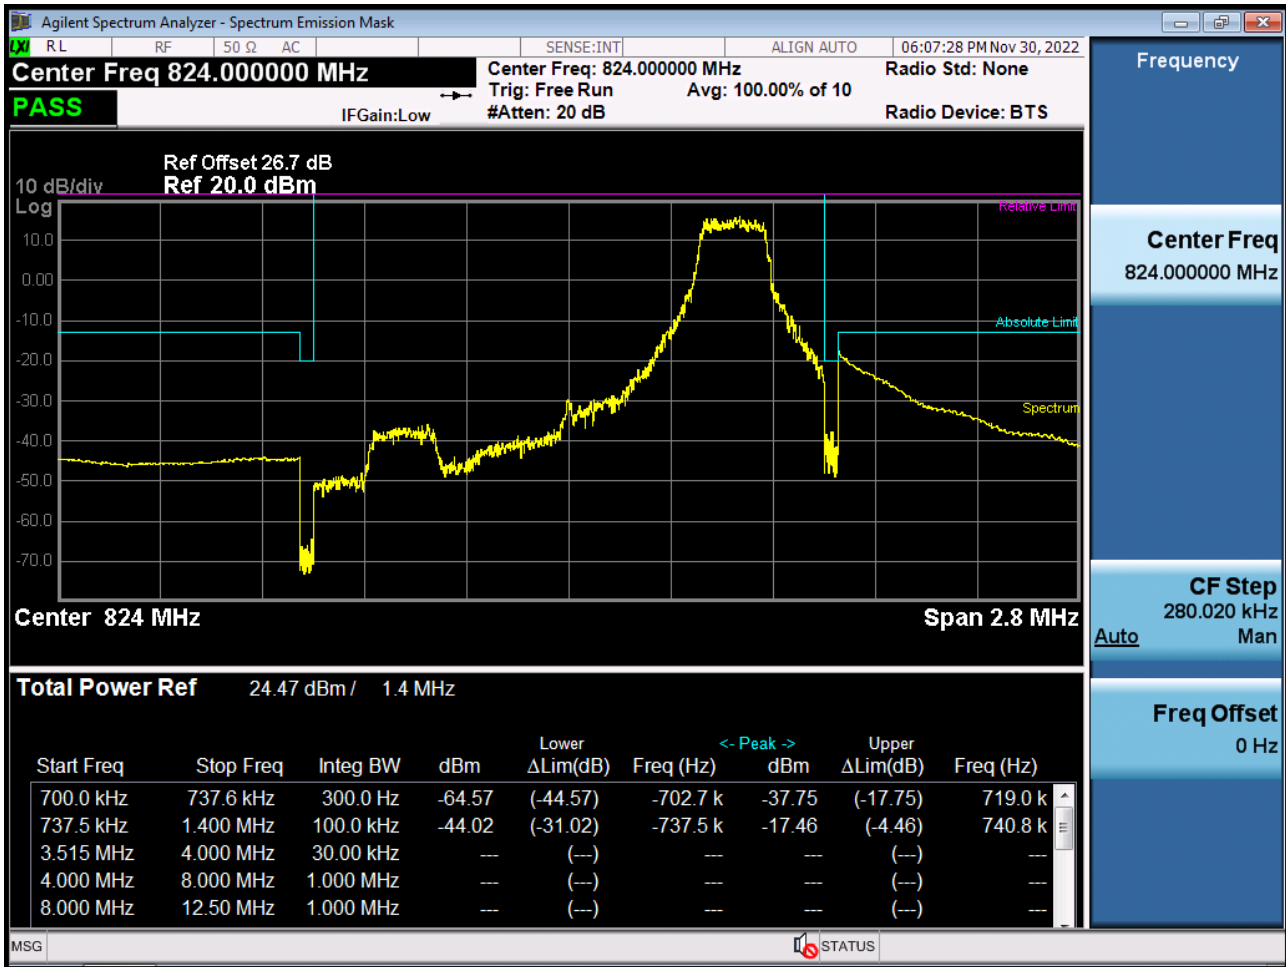 Agilent Spectrum Analyzer - Spectrum Emission Mask
LXI RL RF 50 Ω AC SENSE:INT ALIGN AUTO 06:07:28 PM Nov 30, 2022
Center Freq 824.000000 MHz
Center Freq: 824.000000 MHz Radio Std: None
Trig: Free Run Avg: 100.00% of 10
PASS IFGain:Low #Atten: 20 dB Radio Device: BTS
Ref Offset 26.7 dB
10 dB/div Ref 20.0 dBm
Log
Relative Limit
10.0
0.00
-10.0
Absolute Limit
-20.0
-30.0
Spectrum
-40.0
-50.0
-60.0
-70.0
Center 824 MHz Span 2.8 MHz
Total Power Ref 24.47 dBm / 1.4 MHz
Lower <- Peak -> Upper
Start Freq Stop Freq Integ BW dBm ΔLim(dB) Freq (Hz) dBm ΔLim(dB) Freq (Hz)
700.0 kHz 737.6 kHz 300.0 Hz -64.57 (-44.57) -702.7 k -37.75 (-17.75) 719.0 k
737.5 kHz 1.400 MHz 100.0 kHz -44.02 (-31.02) -737.5 k -17.46 (-4.46) 740.8 k
3.515 MHz 4.000 MHz 30.00 kHz --- (---) --- --- (---) ---
4.000 MHz 8.000 MHz 1.000 MHz --- (---) --- --- (---) ---
8.000 MHz 12.50 MHz 1.000 MHz --- (---) --- --- (---) ---
MSG STATUS
Frequency
Center Freq
824.000000 MHz
CF Step
280.020 kHz
Auto Man
Freq Offset
0 Hz